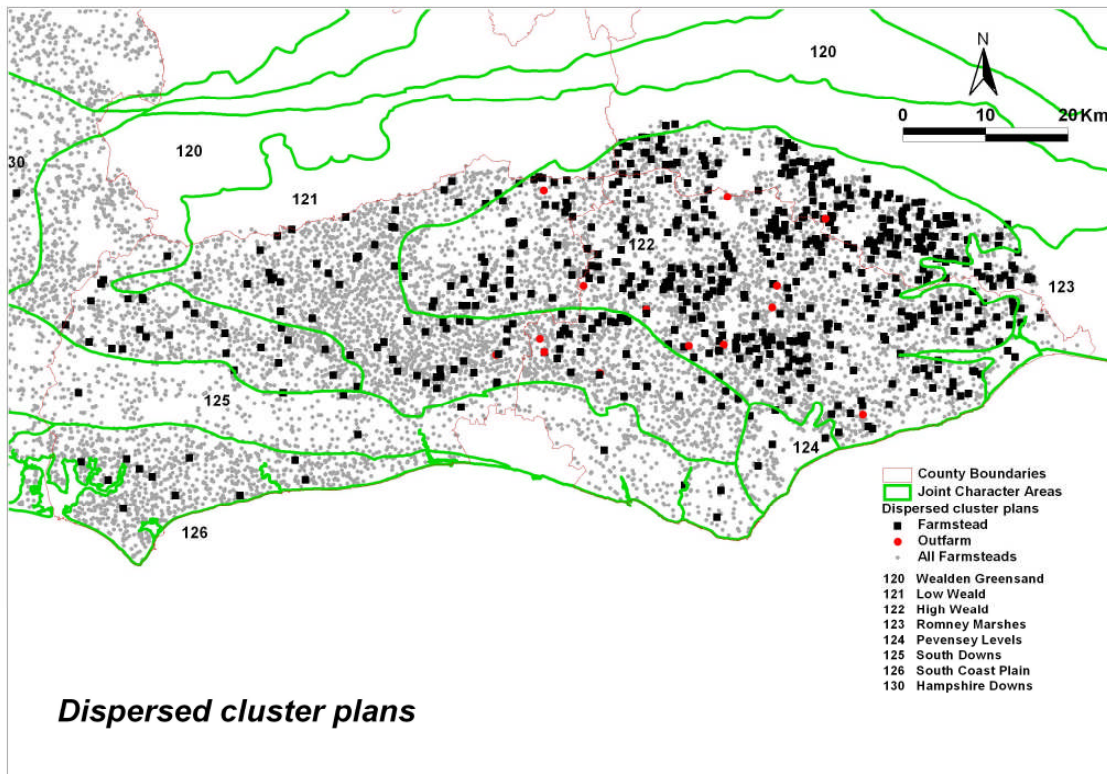 120
N
0 10 20 Km
30
120
121
122
123
125
124
126
County Boundaries
Joint Character Areas
Dispersed cluster plans
Farmstead
Outfarm
All Farmsteads
120 Wealden Greensand
121 Low Weald
122 High Weald
123 Romney Marshes
124 Pevensey Levels
125 South Downs
126 South Coast Plain
130 Hampshire Downs
Dispersed cluster plans